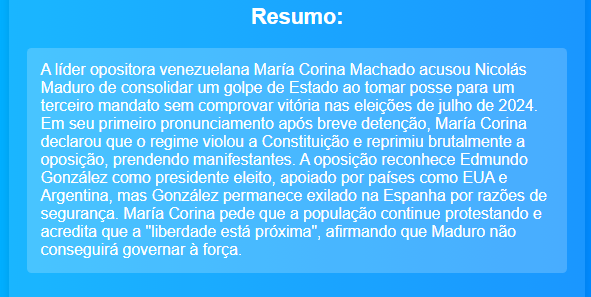 Resumo:
A líder opositora venezuelana María Corina Machado acusou Nicolás
Maduro de consolidar um golpe de Estado ao tomar posse para um
terceiro mandato sem comprovar vitória nas eleições de julho de 2024.
Em seu primeiro pronunciamento após breve detenção, María Corina
declarou que o regime violou a Constituição e reprimiu brutalmente a
oposição, prendendo manifestantes. A oposição reconhece Edmundo
González como presidente eleito, apoiado por países como EUA e
Argentina, mas González permanece exilado na Espanha por razões de
segurança. María Corina pede que a população continue protestando e
acredita que a "liberdade está próxima", afirmando que Maduro não
conseguirá governar à força.